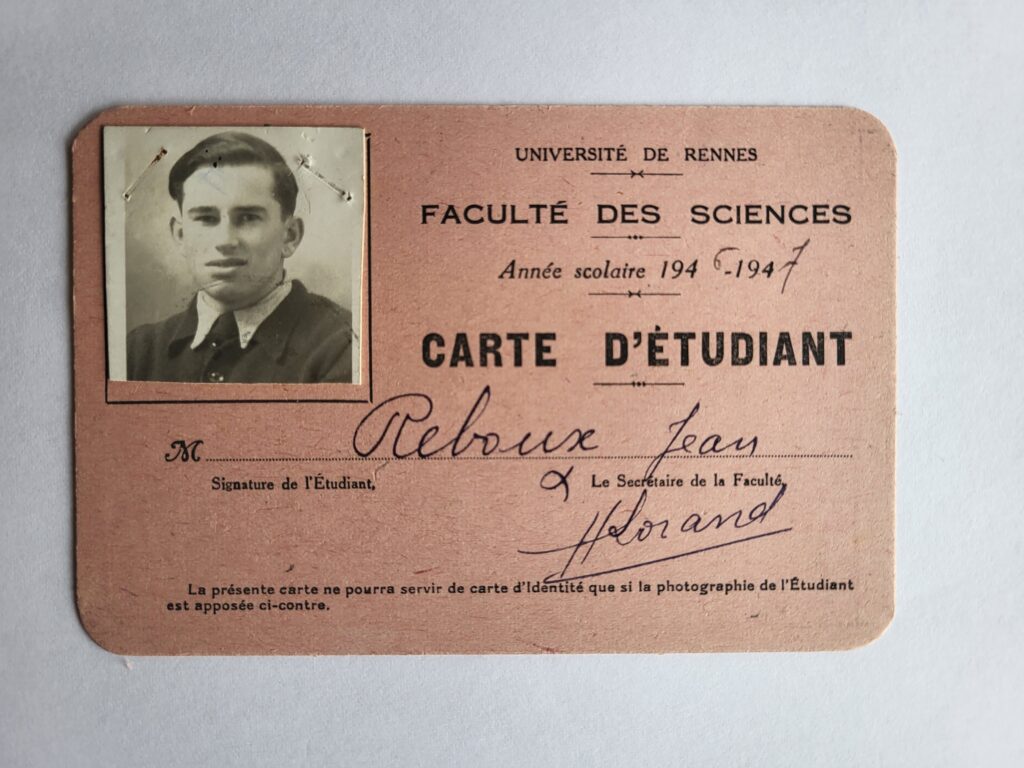 UNIVERSITÉ DE RENNES
FACULTÉ DES SCIENCES
Année scolaire 1946-1947
CARTE D'ÉTUDIANT
M Reboux Jean
Signature de l'Étudiant, Le Secrétaire de la Faculté,
La présente carte ne pourra servir de carte d'Identité que si la photographie de l'Étudiant
est apposée ci-contre.